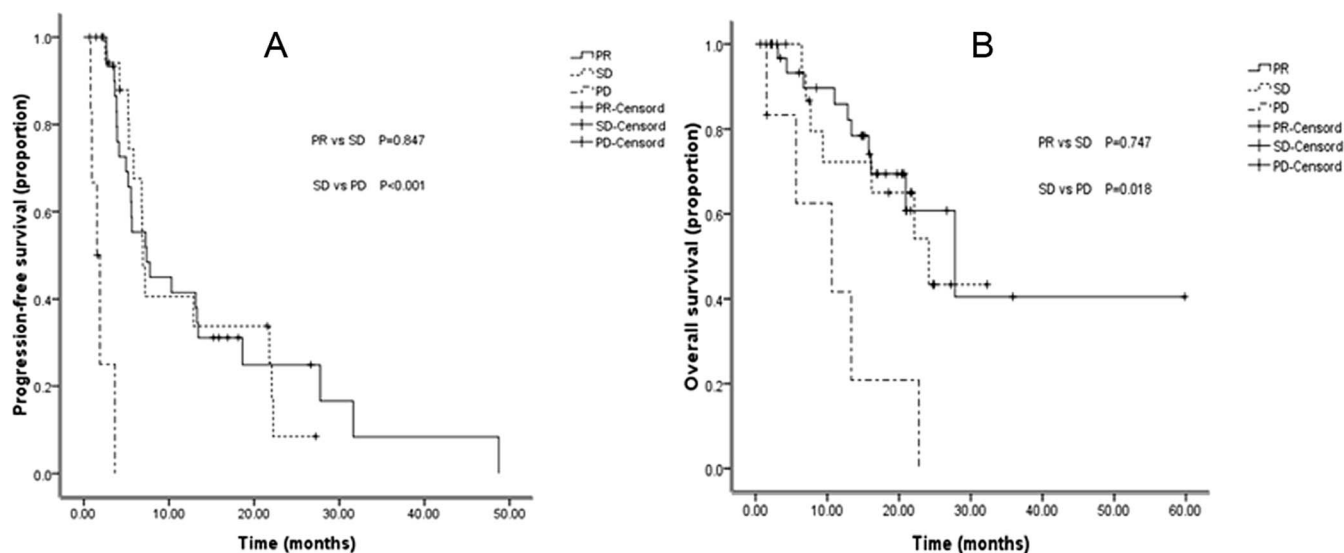 A
Progression-free survival (proportion)
1.0
0.8
0.6
0.4
0.2
0.0
0.00 10.00 20.00 30.00 40.00 50.00
Time (months)
PR vs SD P=0.847
SD vs PD P<0.001
PR
SD
PD
PR-Censord
SD-Censord
PD-Censord
B
Overall survival (proportion)
1.0
0.8
0.6
0.4
0.2
0.0
0.00 10.00 20.00 30.00 40.00 50.00 60.00
Time (months)
PR vs SD P=0.747
SD vs PD P=0.018
PR
SD
PD
PR-Censord
SD-Censord
PD-Censord